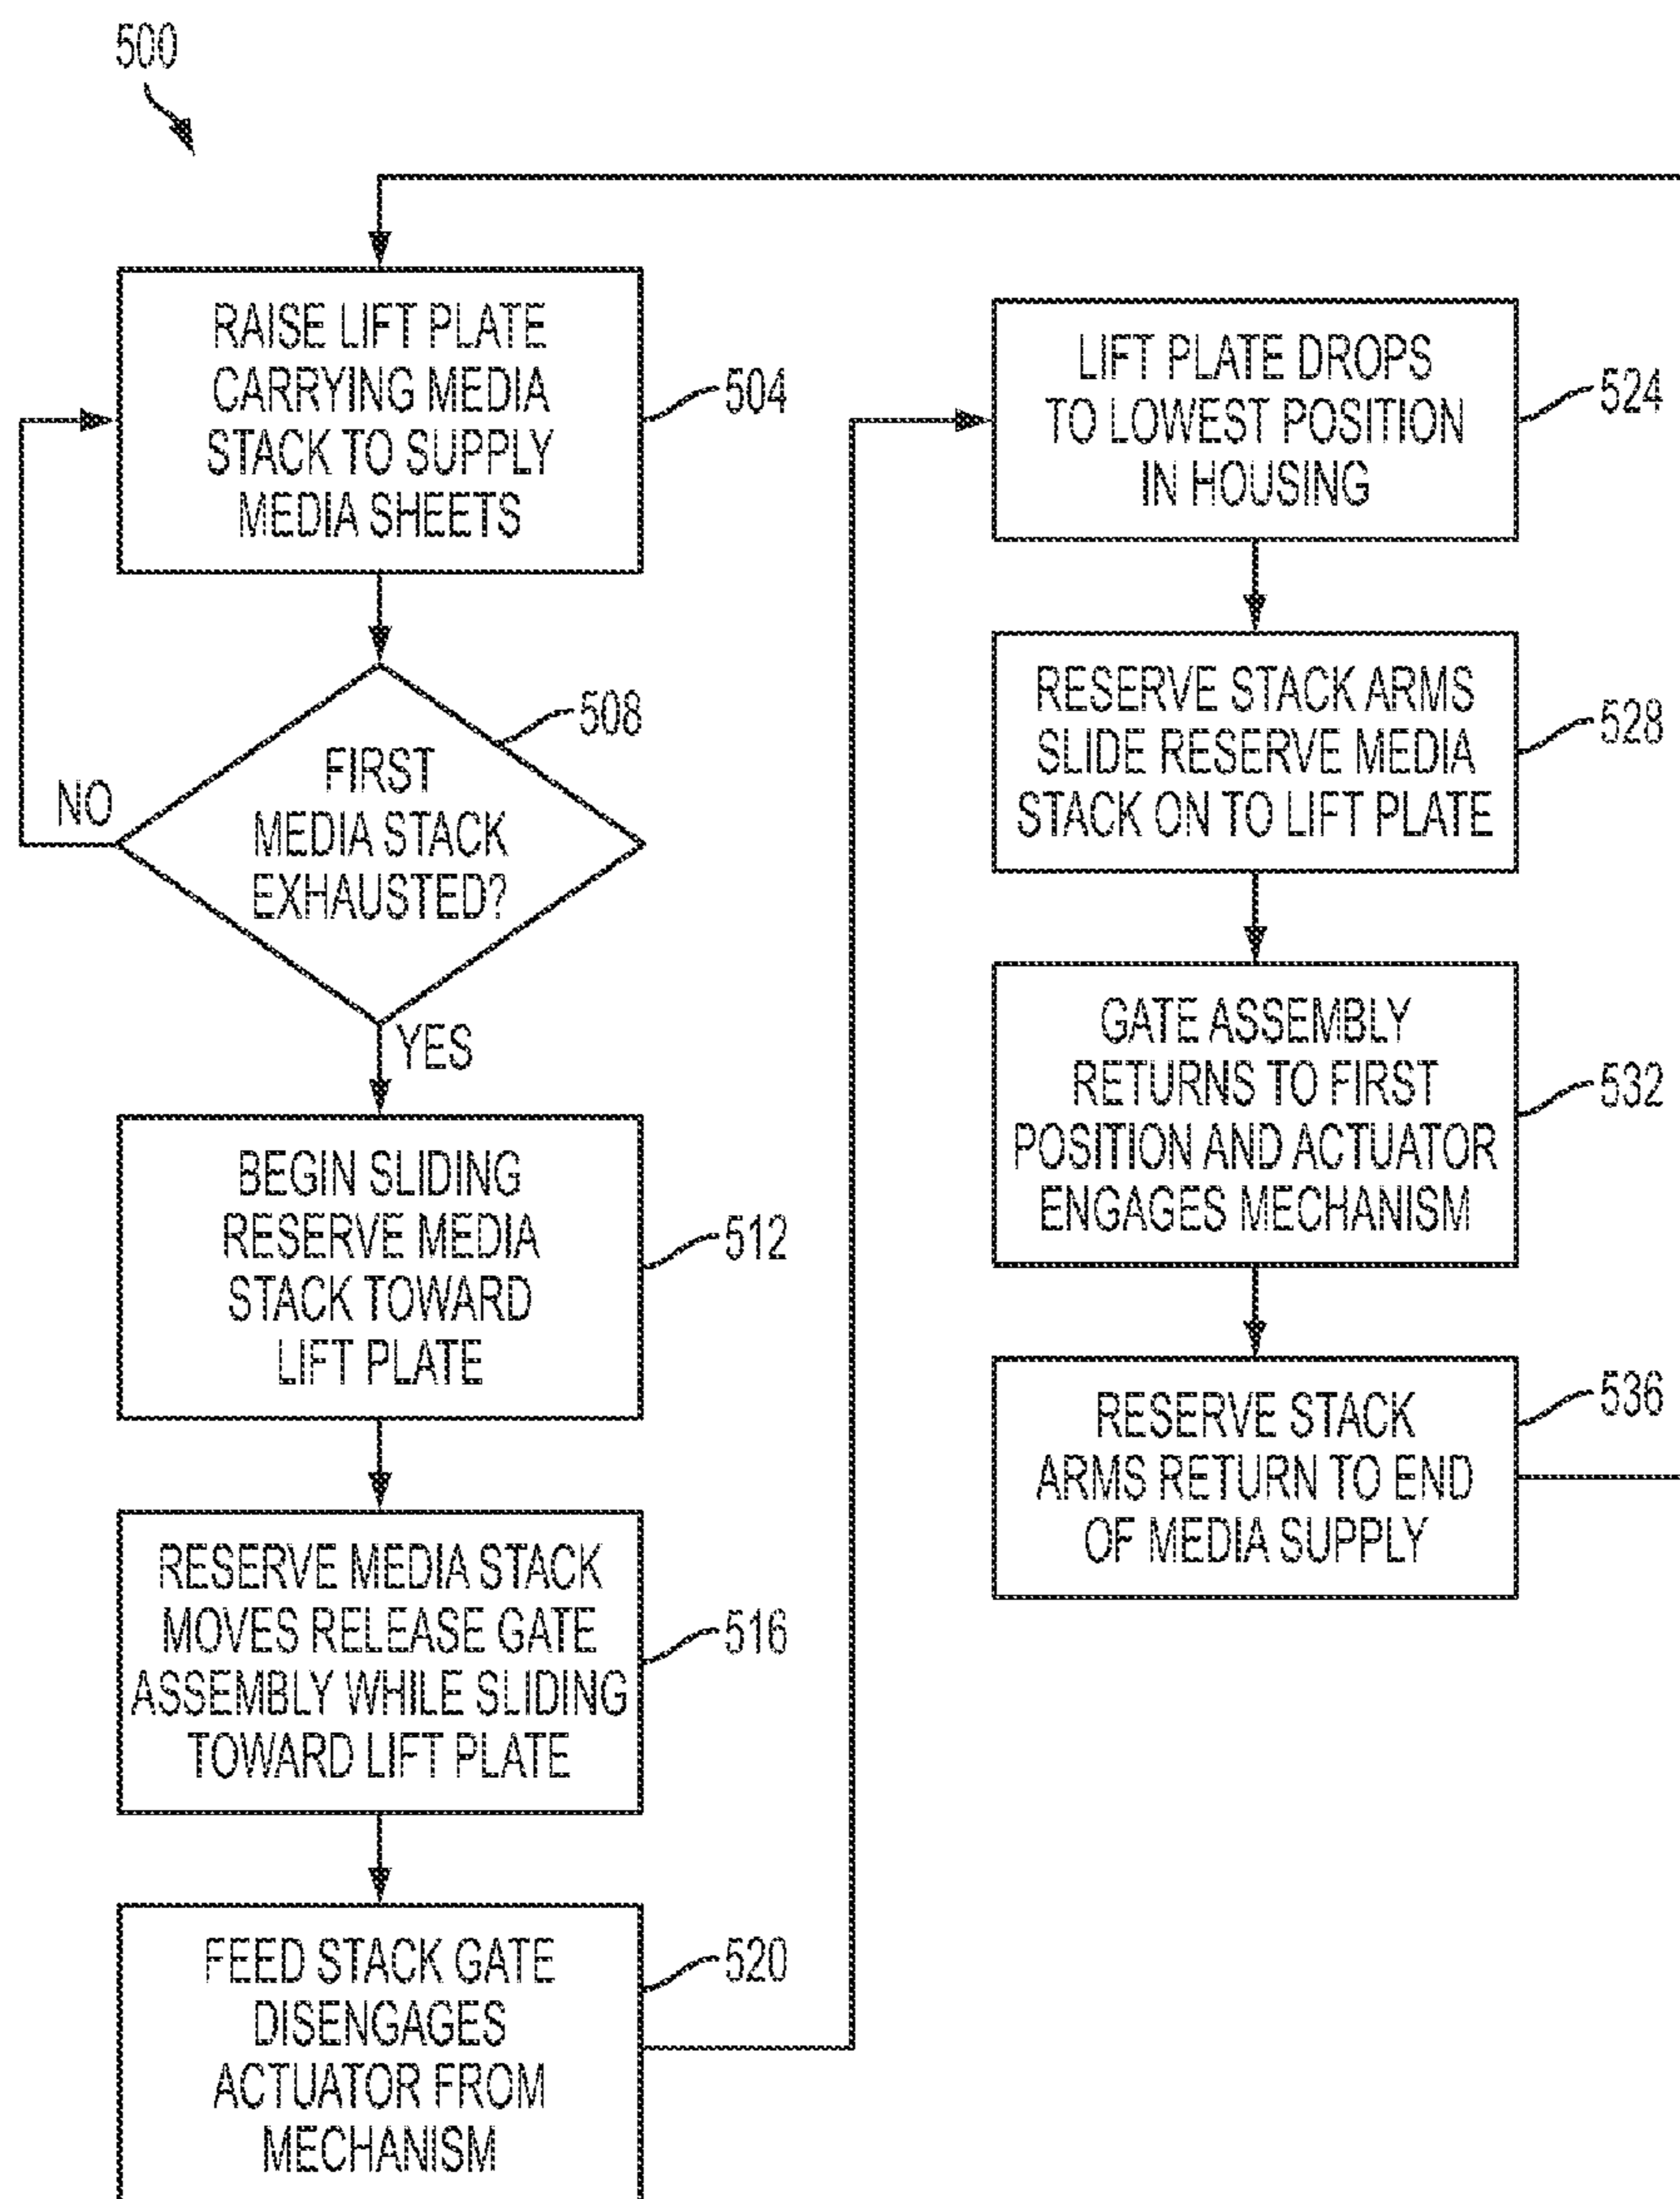 500
RAISE LIFT PLATE
CARRYING MEDIA
STACK TO SUPPLY
MEDIA SHEETS
504
FIRST
MEDIA STACK
EXHAUSTED?
508
NO
YES
BEGIN SLIDING
RESERVE MEDIA
STACK TOWARD
LIFT PLATE
512
RESERVE MEDIA STACK
MOVES RELEASE GATE
ASSEMBLY WHILE SLIDING
TOWARD LIFT PLATE
516
FEED STACK GATE
DISENGAGES
ACTUATOR FROM
MECHANISM
520
LIFT PLATE DROPS
TO LOWEST POSITION
IN HOUSING
524
RESERVE STACK ARMS
SLIDE RESERVE MEDIA
STACK ON TO LIFT PLATE
528
GATE ASSEMBLY
RETURNS TO FIRST
POSITION AND ACTUATOR
ENGAGES MECHANISM
532
RESERVE STACK
ARMS RETURN TO END
OF MEDIA SUPPLY
536